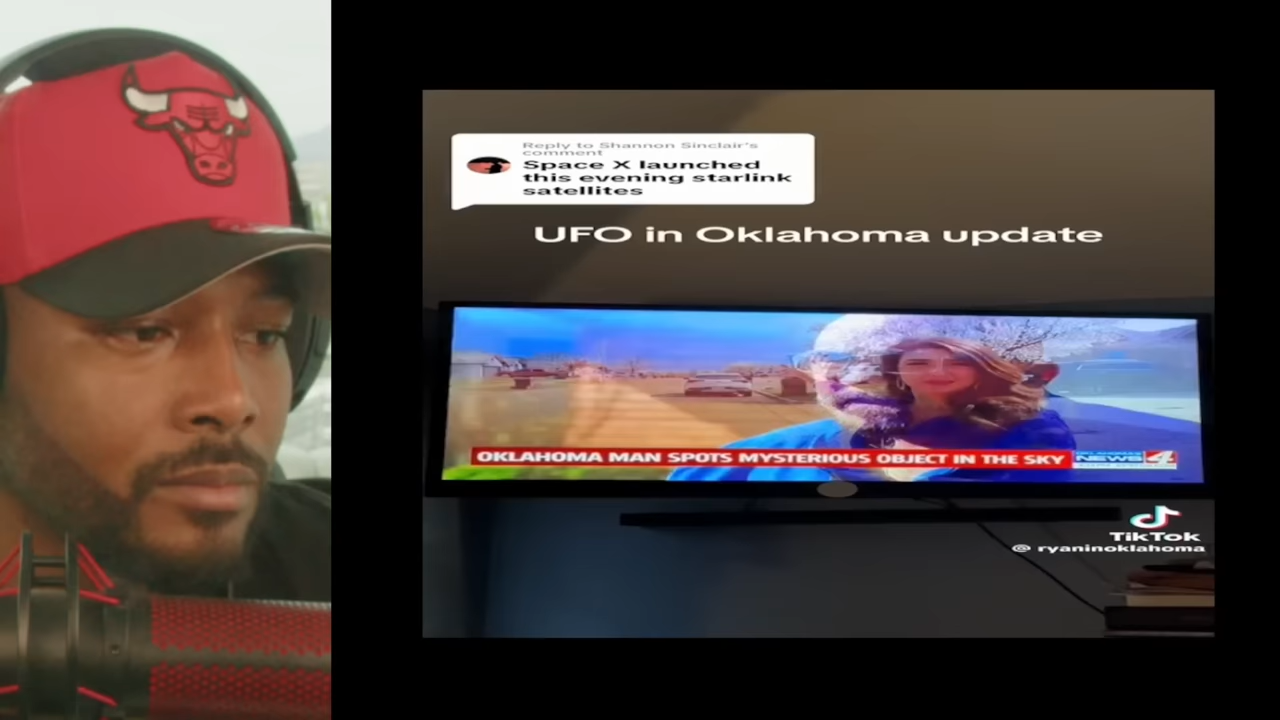 Reply to Shannon Sinclair's
comment
Space X launched
this evening starlink
satellites
UFO in Oklahoma update
OKLAHOMA MAN SPOTS MYSTERIOUS OBJECT IN THE SKY
NEWS 4
TikTok
@ ryaninoklahoma